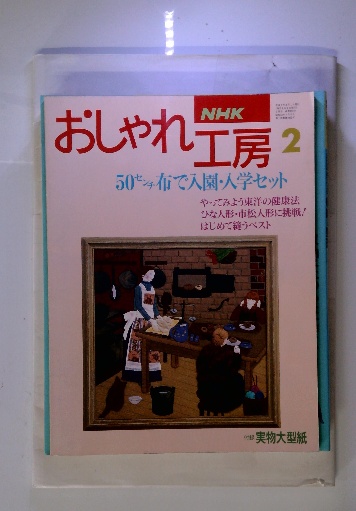 NHK
おしゃれ工房 2
50センチ布で入園・入学セット
やってみよう東洋の健康法
ひな人形・市松人形に挑戦!
はじめて縫うベスト
付録 実物大型紙